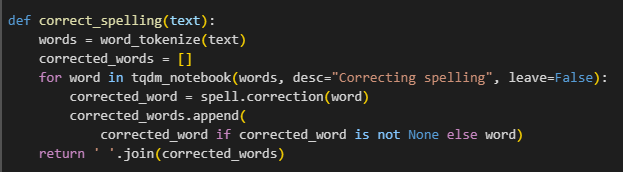 def correct_spelling(text):
    words = word_tokenize(text)
    corrected_words = []
    for word in tqdm_notebook(words, desc="Correcting spelling", leave=False):
        corrected_word = spell.correction(word)
        corrected_words.append(
            corrected_word if corrected_word is not None else word)
    return ' '.join(corrected_words)